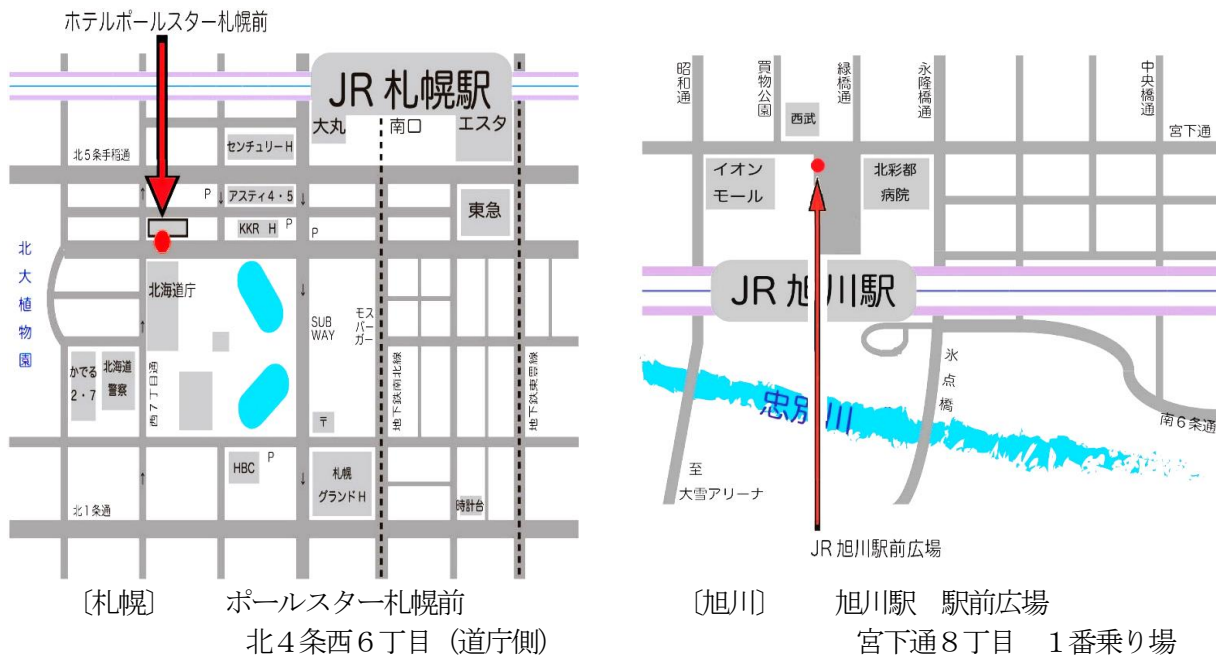 ホテルポールスター札幌前
JR 札幌駅
大丸
南口
エスタ
センチュリーH
北5条手稲通
P
アスティ4・5
東急
KKR H
P
P
北大植物園
北海道庁
SUB
WAY
モスバーガー
かでる
2・7
北海道
警察
西7丁目通
地下鉄南北線
地下鉄東豊線
〒
HBC
P
札幌
グランドH
時計台
北1条通
〔札幌〕 ポールスター札幌前
北4条西6丁目（道庁側）
昭和通
買物公園
緑橋通
永隆橋通
中央橋通
西武
宮下通
イオン
モール
北彩都
病院
JR 旭川駅
氷点橋
忠別川
南6条通
至
大雪アリーナ
JR 旭川駅前広場
〔旭川〕 旭川駅 駅前広場
宮下通8丁目 1番乗り場